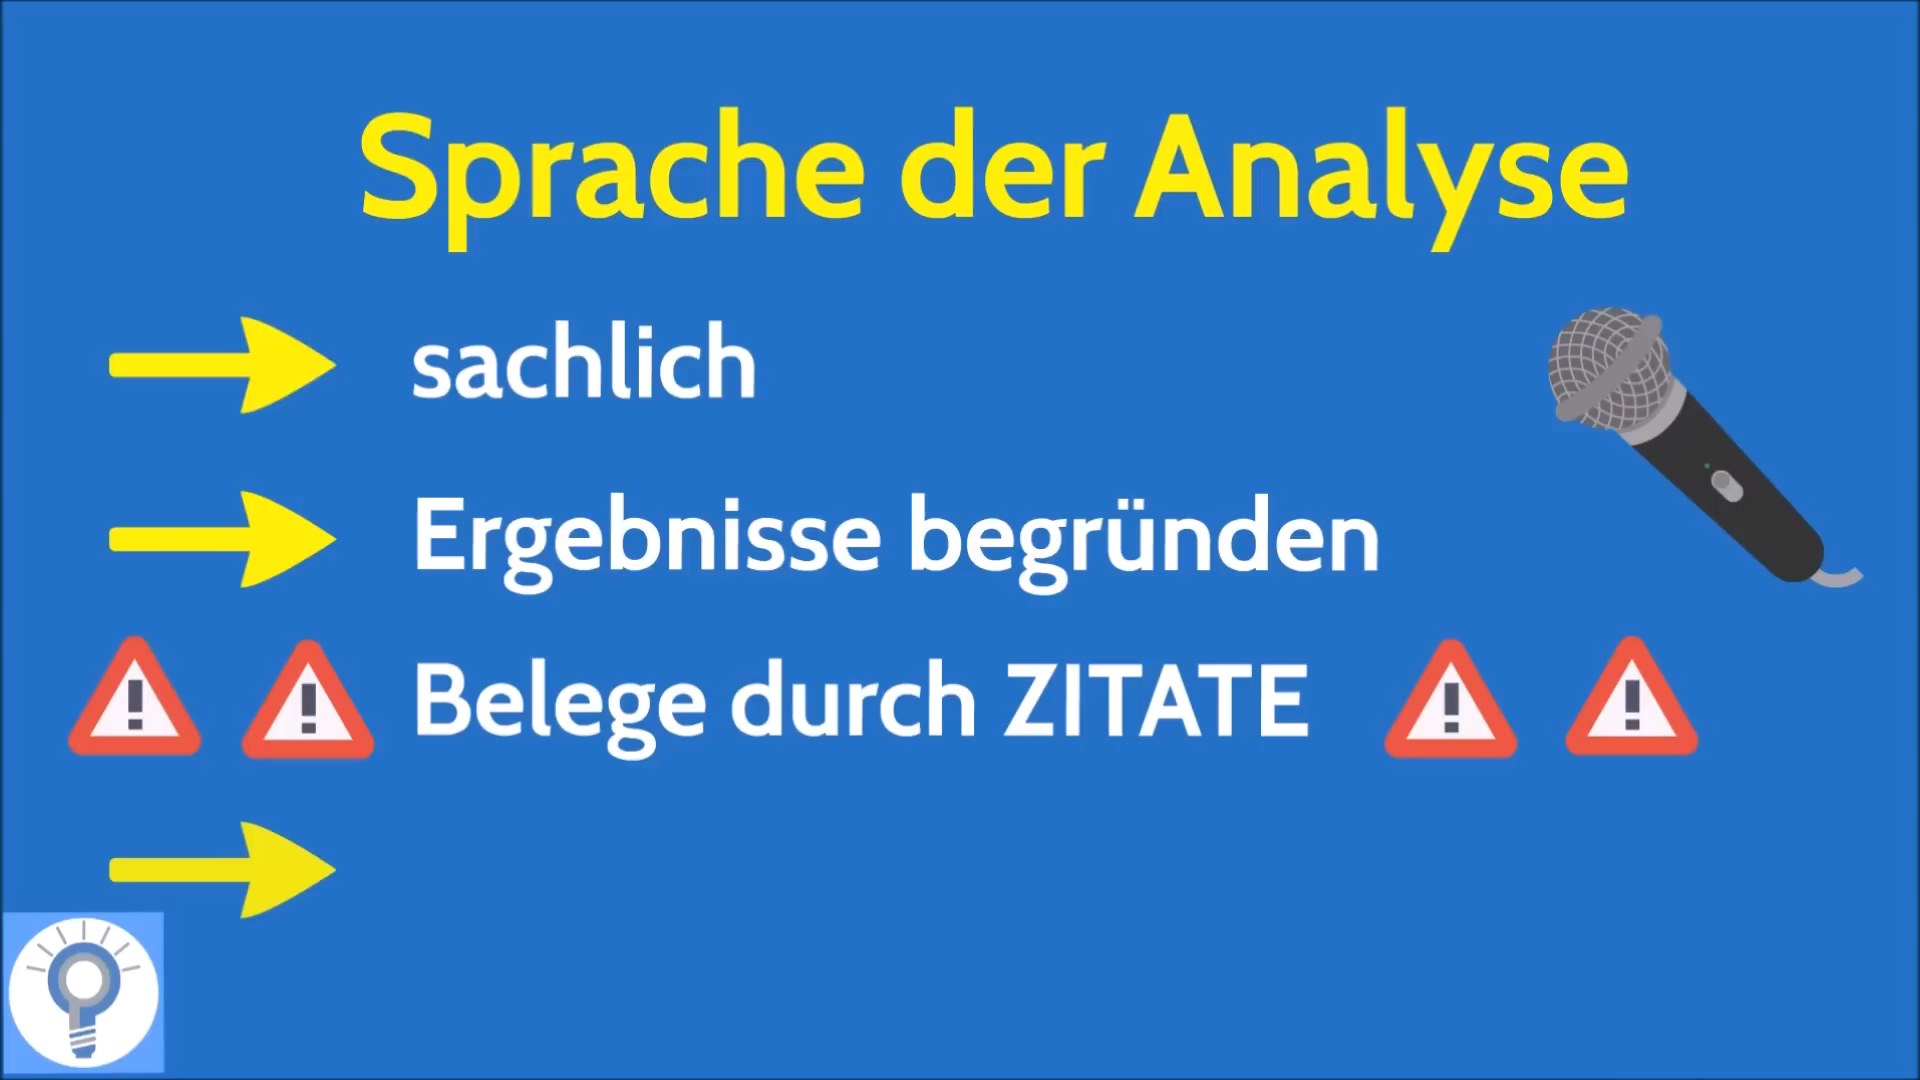 Sprache der Analyse
sachlich
Ergebnisse begründen
Belege durch ZITATE